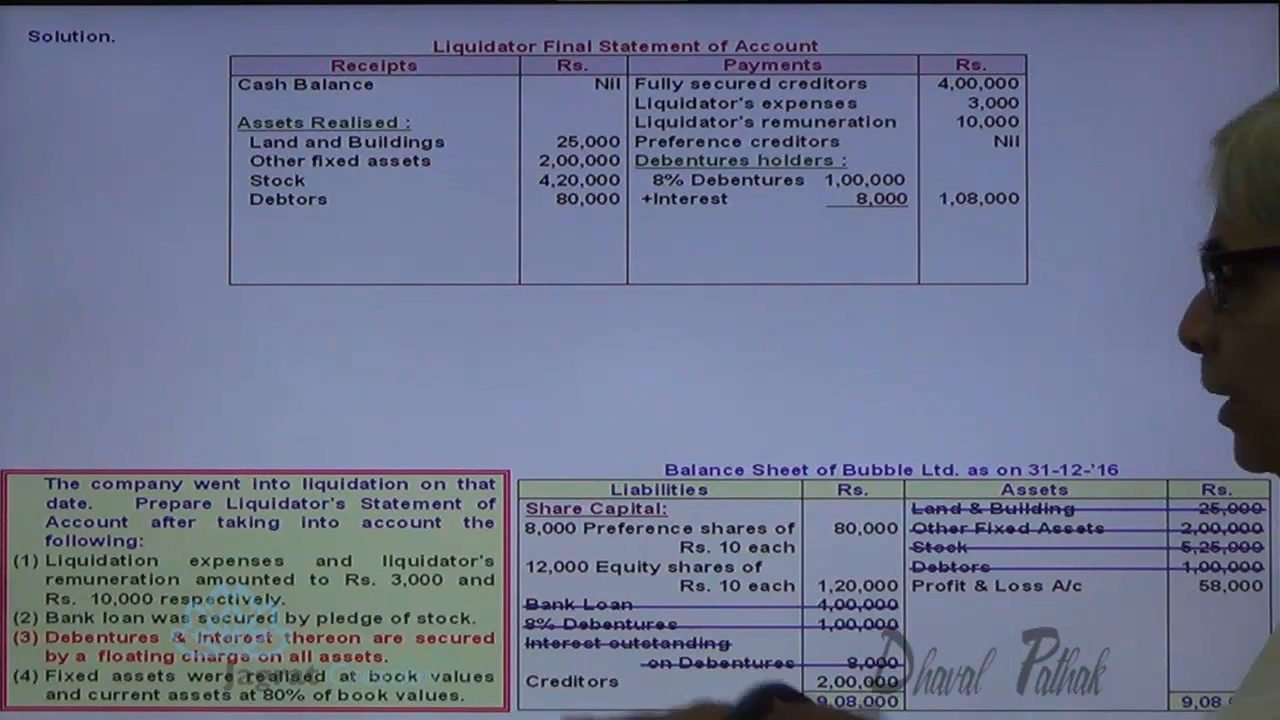 Solution.
Liquidator Final Statement of Account
Receipts Rs. Payments Rs.
Cash Balance Nil Fully secured creditors 4,00,000
Liquidator's expenses 3,000
Assets Realised : Liquidator's remuneration 10,000
Land and Buildings 25,000 Preference creditors Nil
Other fixed assets 2,00,000 Debentures holders :
Stock 4,20,000 8% Debentures 1,00,000
Debtors 80,000 +Interest 8,000 1,08,000
The company went into liquidation on that
date. Prepare Liquidator's Statement of
Account after taking into account the
following:
(1) Liquidation expenses and liquidator's
remuneration amounted to Rs. 3,000 and
Rs. 10,000 respectively.
(2) Bank loan was secured by pledge of stock.
(3) Debentures & Interest thereon are secured
by a floating charge on all assets.
(4) Fixed assets were realised at book values
and current assets at 80% of book values.
Balance Sheet of Bubble Ltd. as on 31-12-'16
Liabilities Rs. Assets Rs.
Share Capital: Land & Building 25,000
8,000 Preference shares of 80,000 Other Fixed Assets 2,00,000
Rs. 10 each Stock 5,25,000
12,000 Equity shares of Debtors 1,00,000
Rs. 10 each 1,20,000 Profit & Loss A/c 58,000
Bank Loan 4,00,000
8% Debentures 1,00,000
Interest outstanding
on Debentures 8,000
Creditors 2,00,000
9,08,000 9,08
Dhaval Pathak